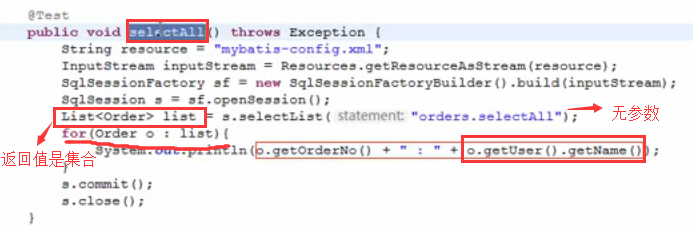 @Test
public void selectAll() throws Exception {
String resource = "mybatis-config.xml";
InputStream inputStream = Resources.getResourceAsStream(resource);
SqlSessionFactory sf = new SqlSessionFactoryBuilder().build(inputStream);
SqlSession s = sf.openSession();
List<Order> list = s.selectList( statement: "orders.selectAll"); 无参数
for(Order o : list){
返回值是集合 System.out.println(o.getOrderNo() + " : " + o.getUser().getName());
}
s.commit();
s.close();
}